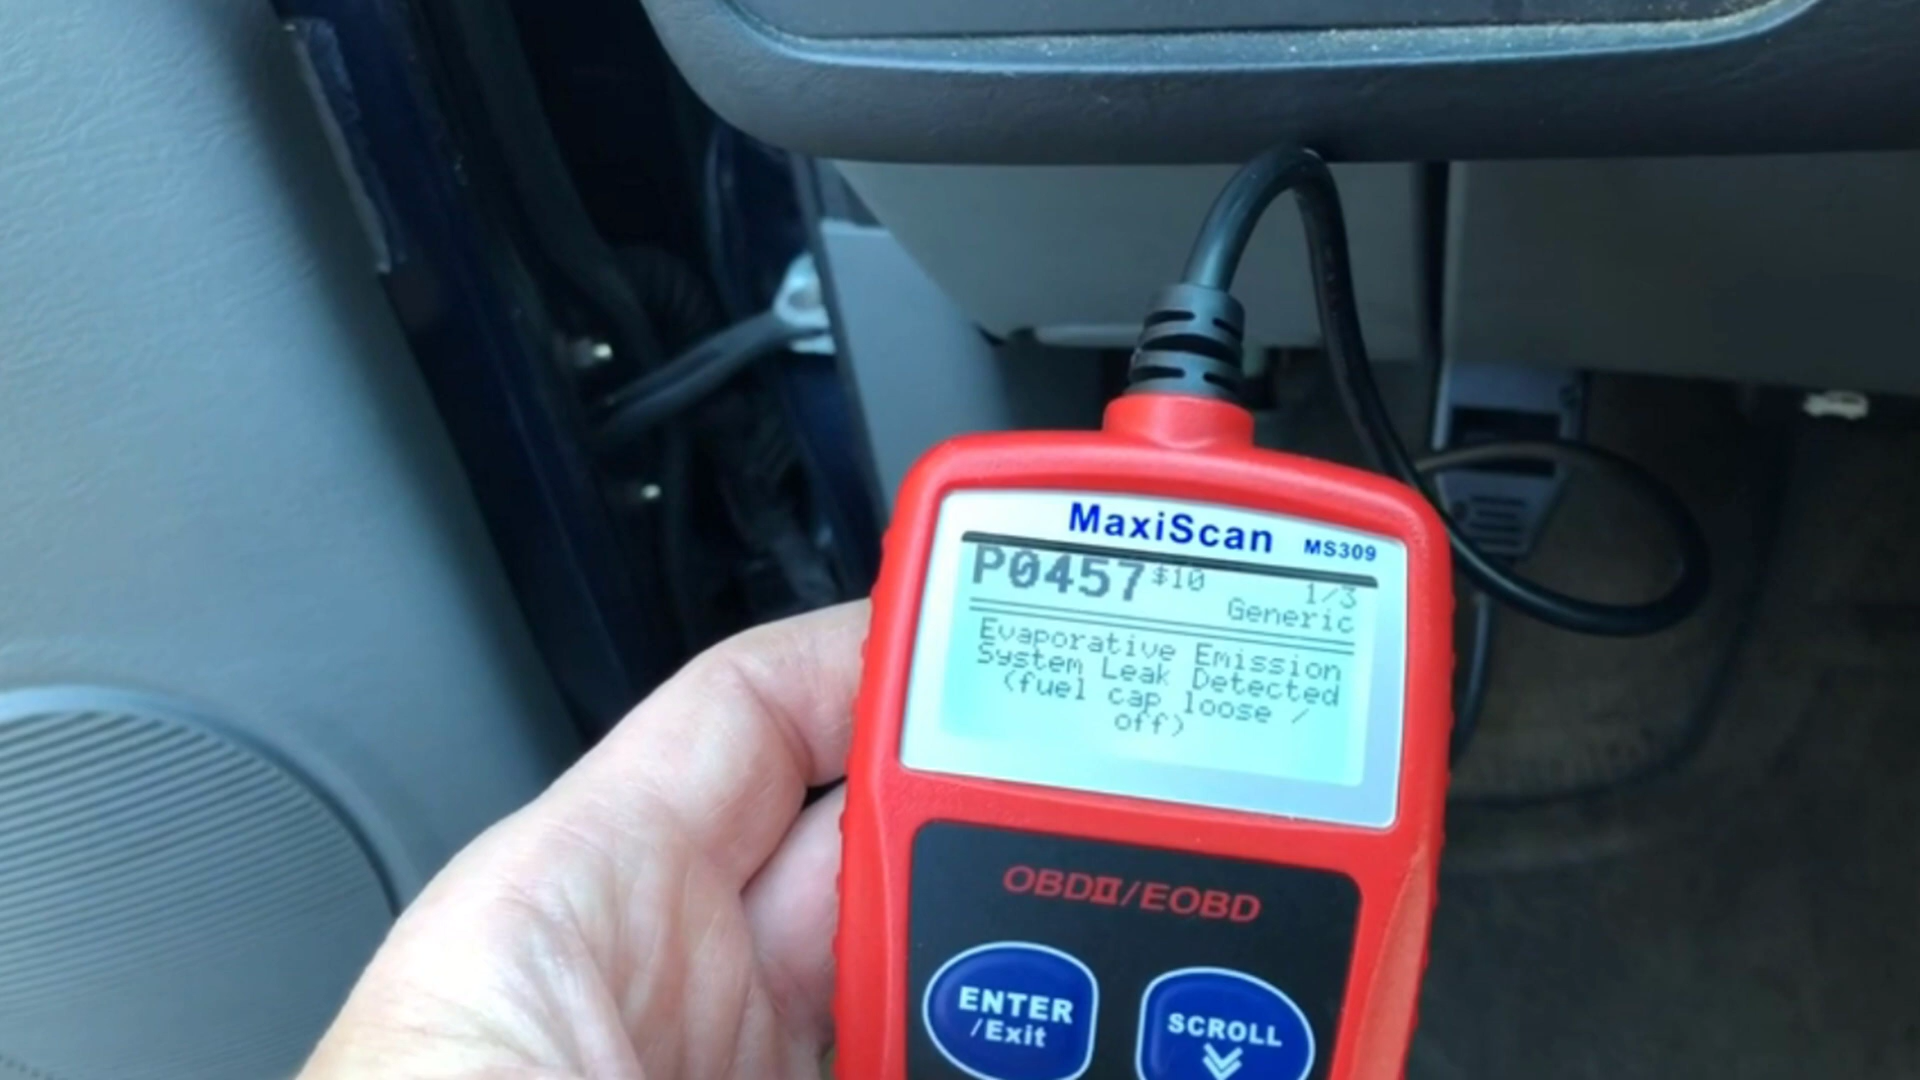 MaxiScan MS309
P0457 $10 1/3
Generic
Evaporative Emission
System Leak Detected
(fuel cap loose /
off)
OBDII/EOBD
ENTER
/Exit
SCROLL